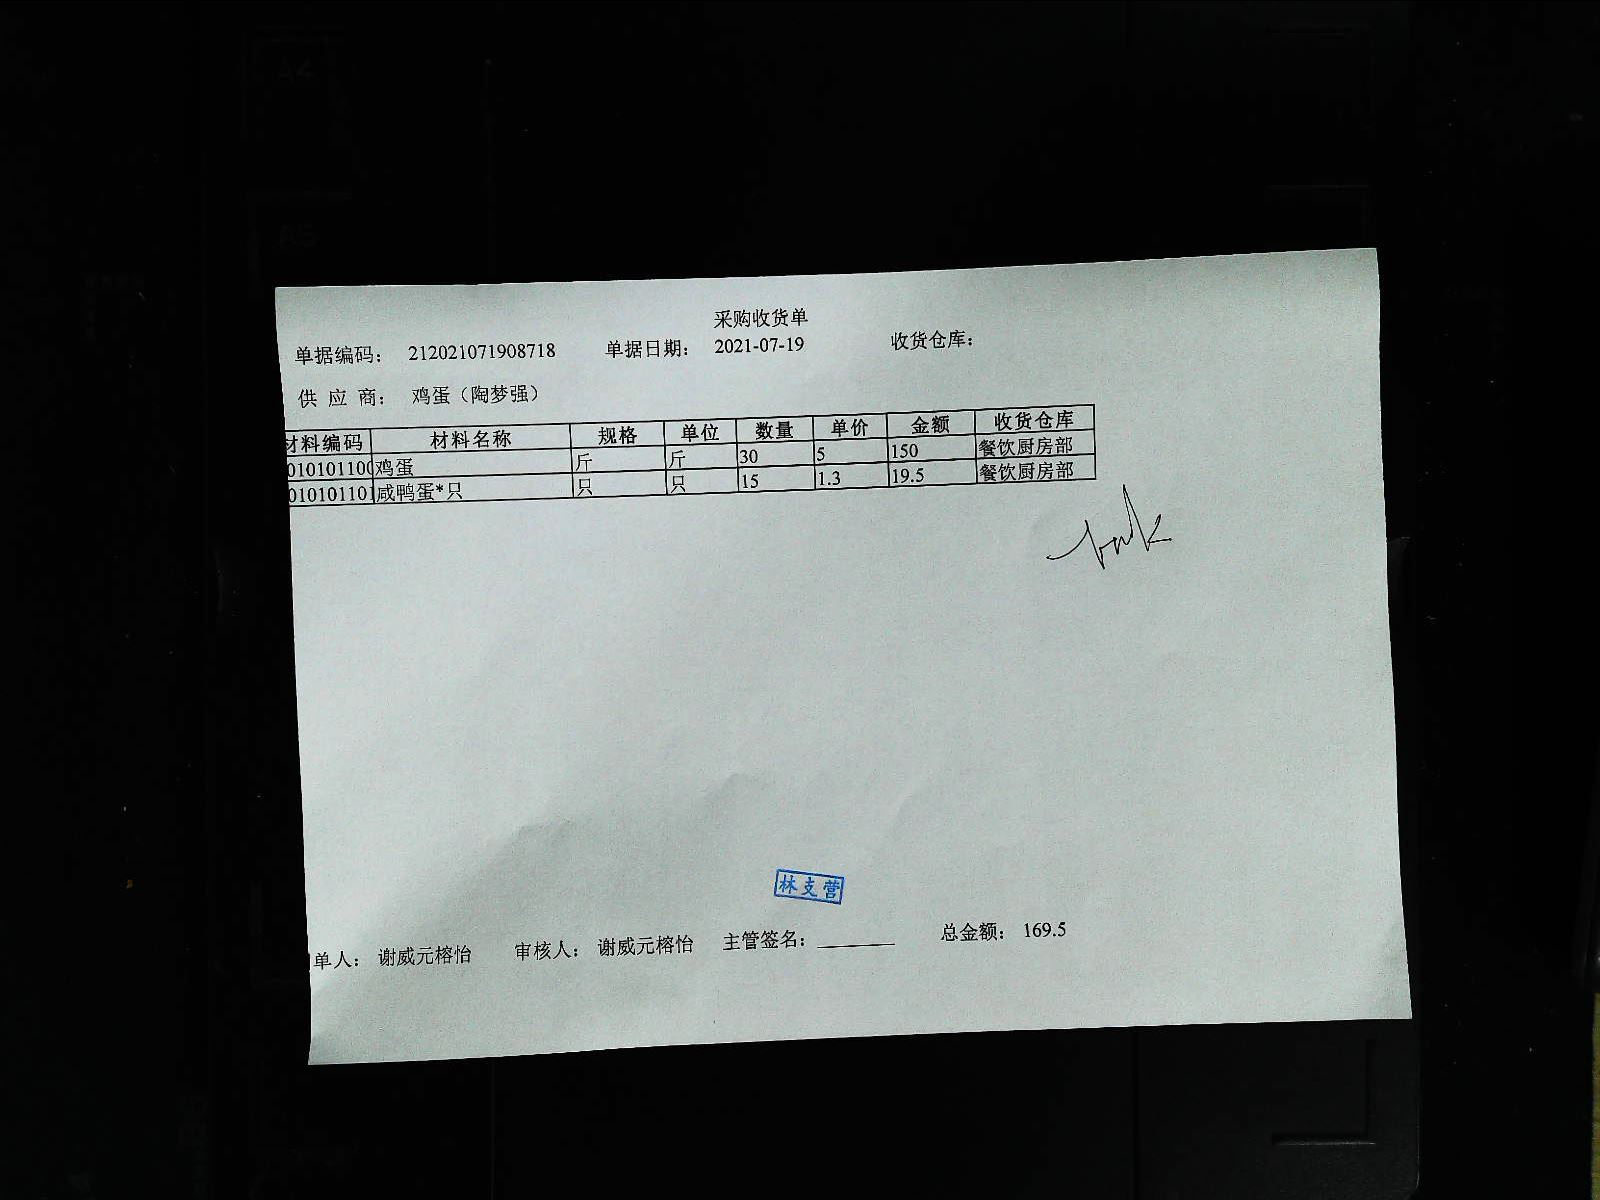 采购收货单
单据编码： 212021071908718 单据日期： 2021-07-19 收货仓库：
供 应 商： 鸡蛋（陶梦强）
材料编码 材料名称 规格 单位 数量 单价 金额 收货仓库
010101100 鸡蛋 斤 斤 30 5 150 餐饮厨房部
010101101 咸鸭蛋*只 只 只 15 1.3 19.5 餐饮厨房部
林支营
单人： 谢威元榕怡 审核人： 谢威元榕怡 主管签名： 总金额： 169.5